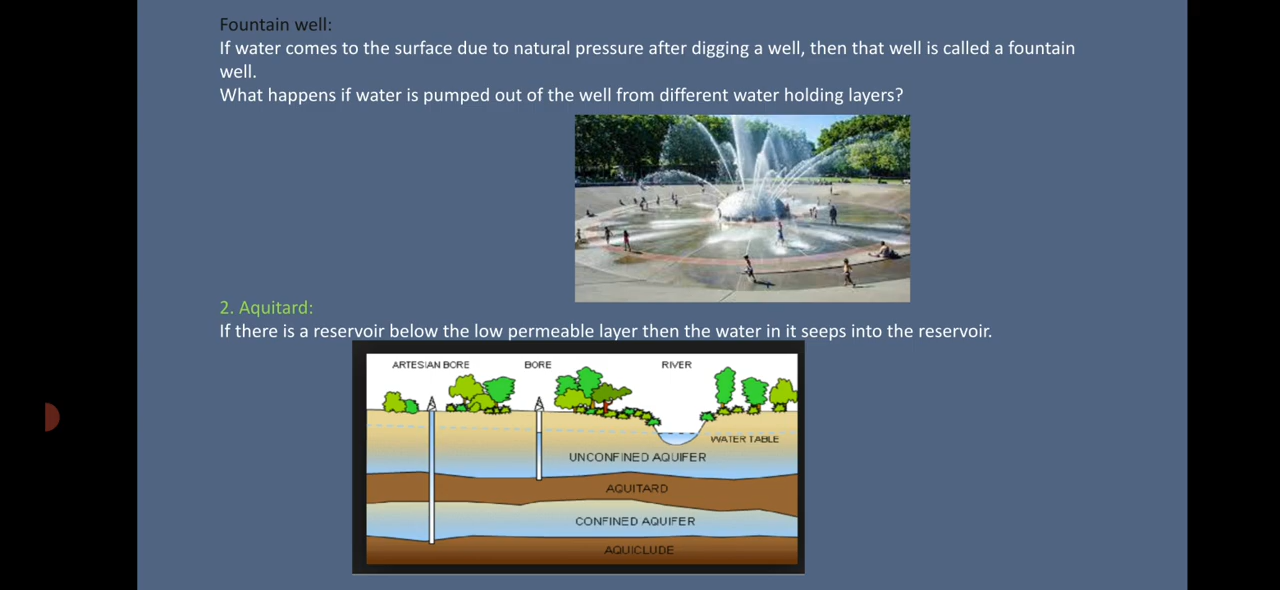 Fountain well:
If water comes to the surface due to natural pressure after digging a well, then that well is called a fountain
well.
What happens if water is pumped out of the well from different water holding layers?
2. Aquitard:
If there is a reservoir below the low permeable layer then the water in it seeps into the reservoir.
ARTESIAN BORE BORE RIVER
WATER TABLE
UNCONFINED AQUIFER
AQUITARD
CONFINED AQUIFER
AQUICLUDE